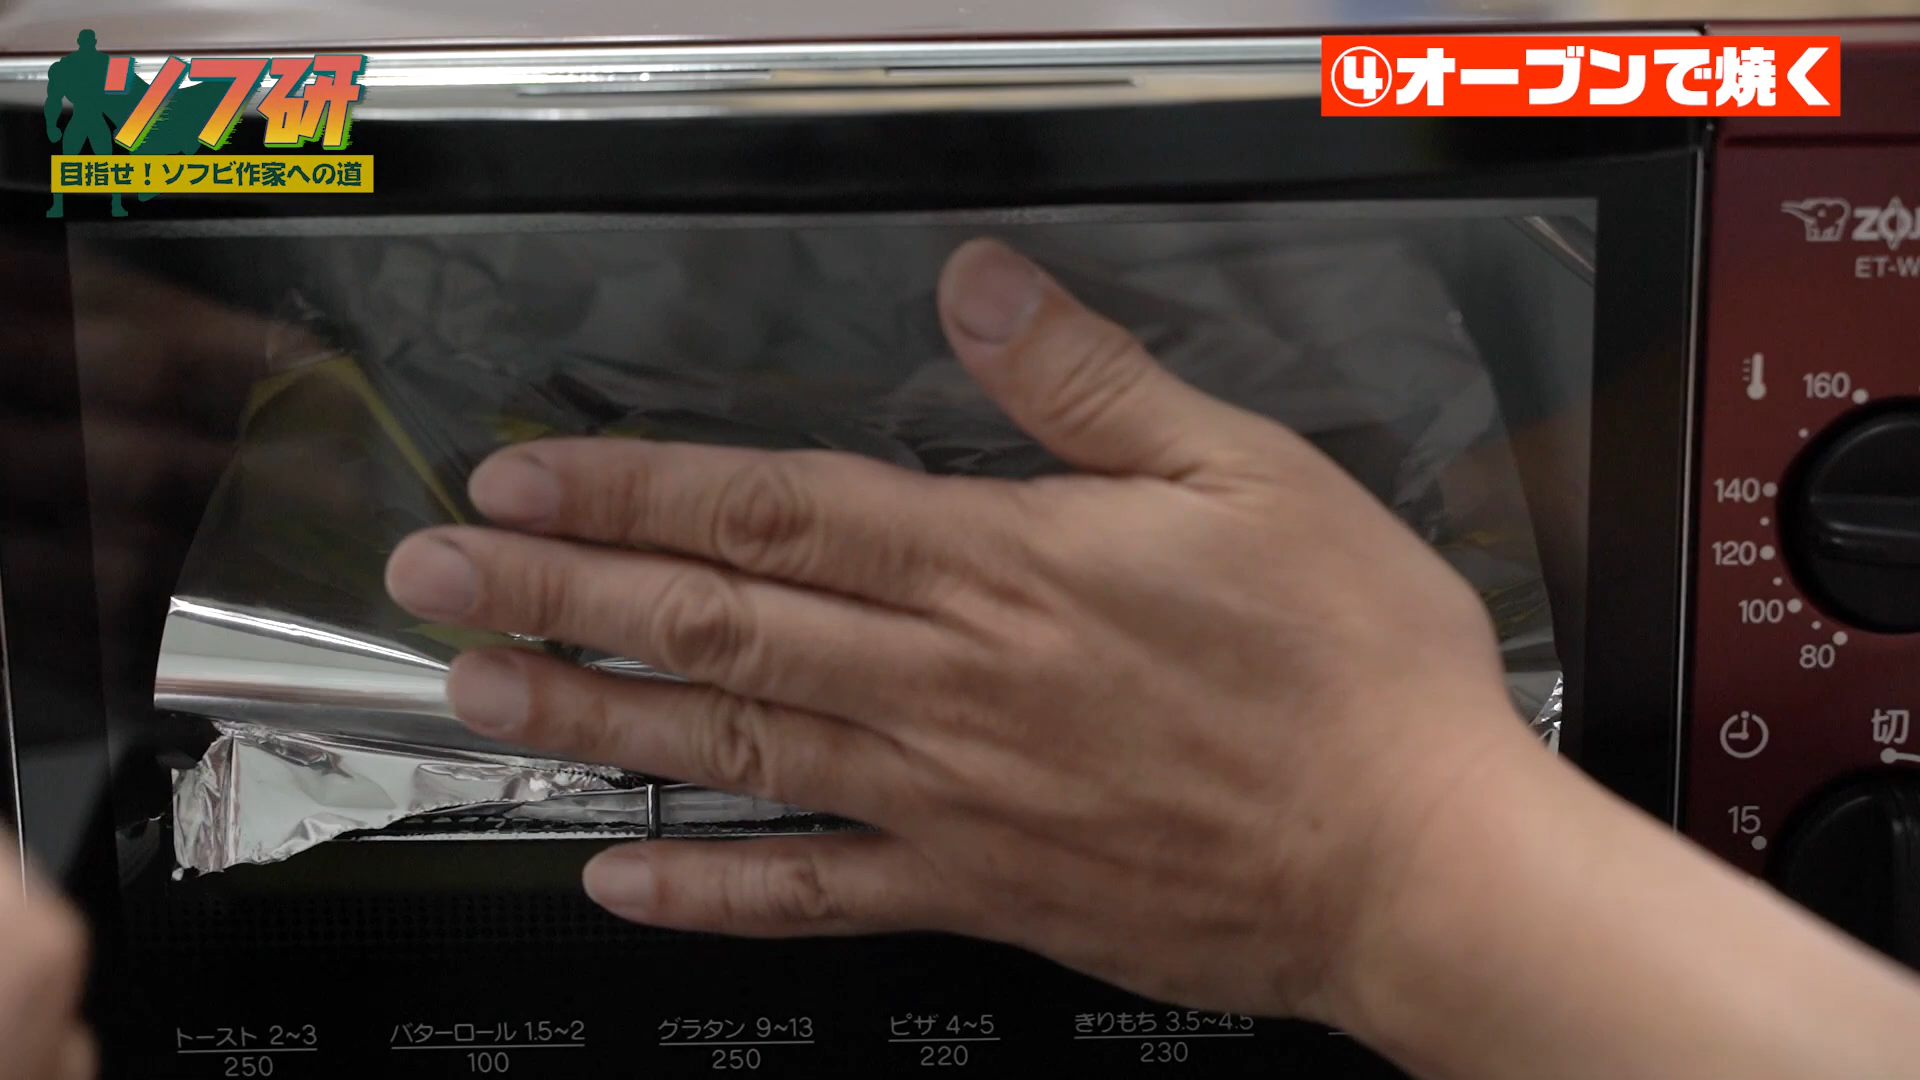 ソフ研
目指せ！ソフビ作家への道
④オーブンで焼く
ET-W
160
140
120
100
80
切
15
トースト 2~3
250
バターロール 1.5~2
100
グラタン 9~13
250
ピザ 4~5
220
きりもち 3.5~4.5
230